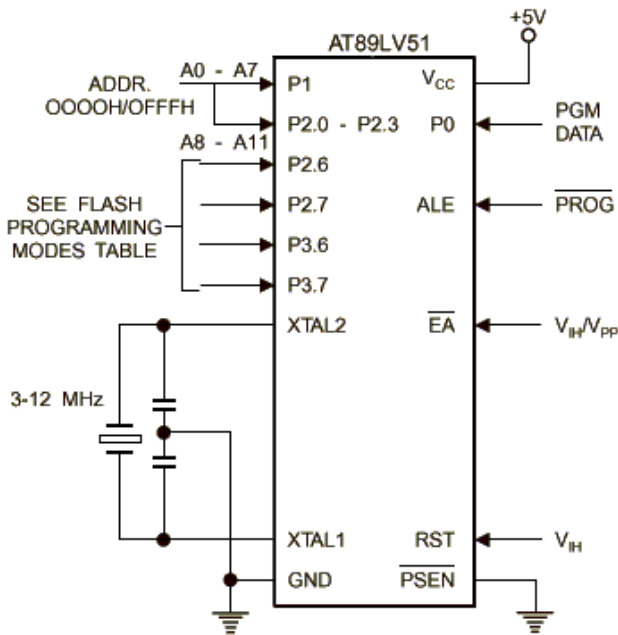 +5V
AT89LV51
A0 - A7
ADDR.
OOOOH/OFFFH
P1
VCC
P2.0 - P2.3
P0
PGM
DATA
A8 - A11
P2.6
SEE FLASH
PROGRAMMING
MODES TABLE
P2.7
ALE
PROG
P3.6
P3.7
XTAL2
EA
VIH/VPP
3-12 MHz
XTAL1
RST
VIH
GND
PSEN